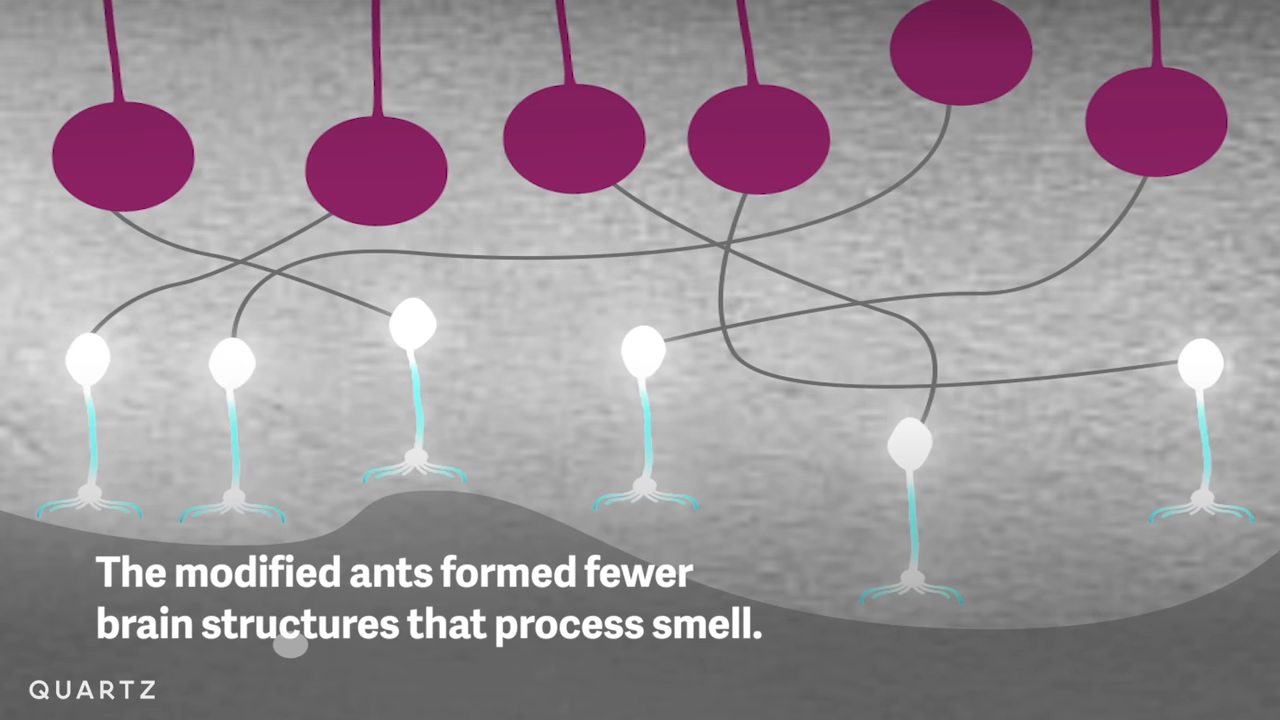 The modified ants formed fewer
brain structures that process smell.
QUARTZ